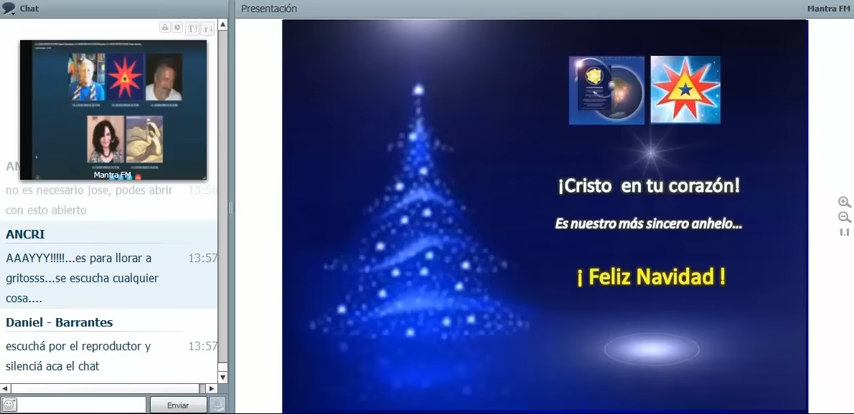 Chat
Presentación
Mantra FM
Mantra FM
no es necesario jose, podes abrir
con esto abierto
ANCRI
AAAYYY!!!!!...es para llorar a 13:57
gritosss...se escucha cualquier
cosa....
Daniel - Barrantes
escuchá por el reproductor y 13:57
silenciá aca el chat
Enviar
¡Cristo en tu corazón!
Es nuestro más sincero anhelo...
¡ Feliz Navidad !
1:1